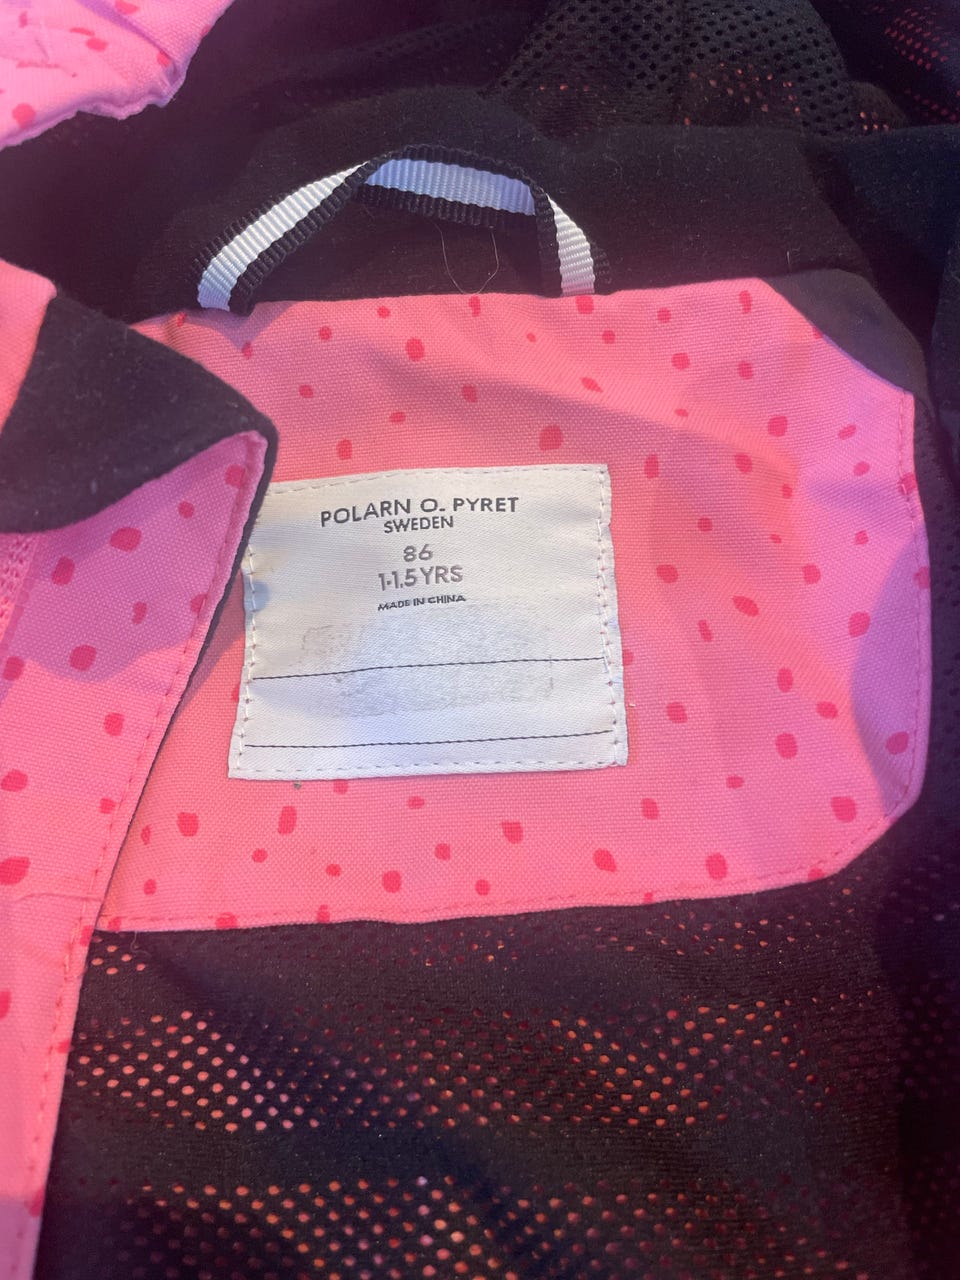 POLARN O. PYRET
SWEDEN
86
1-1.5 YRS
MADE IN CHINA